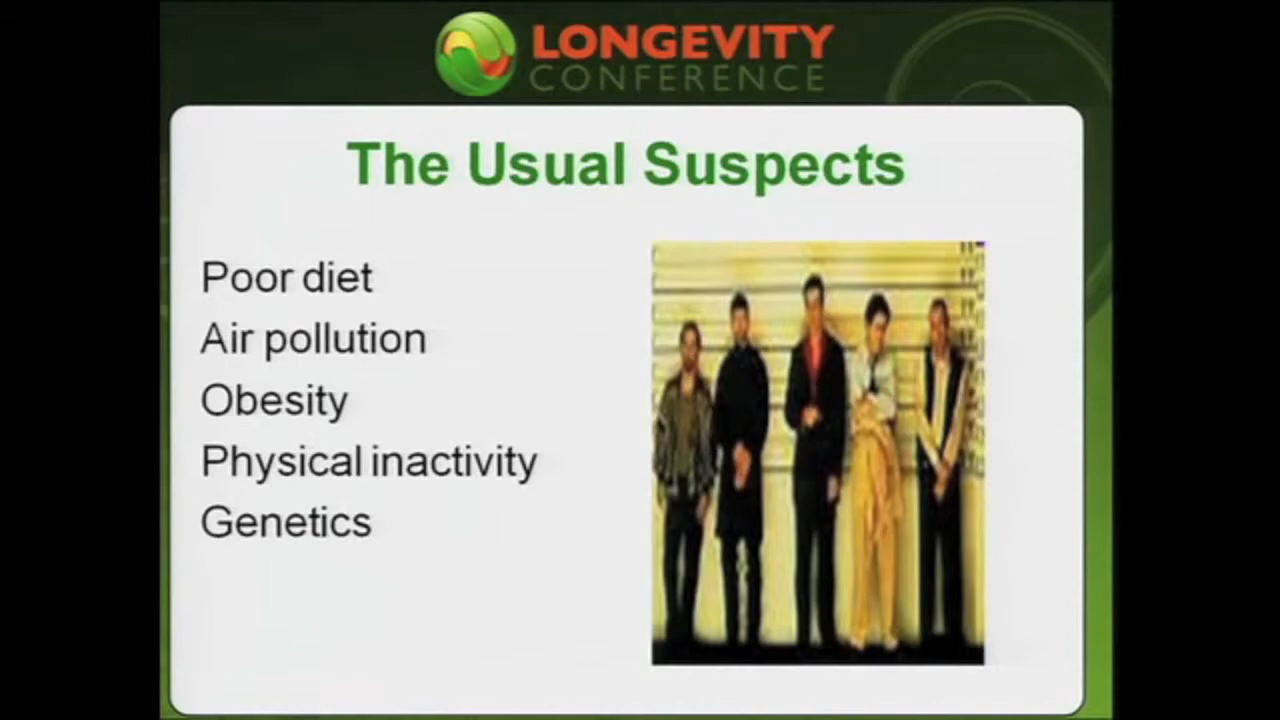 LONGEVITY
CONFERENCE
The Usual Suspects
Poor diet
Air pollution
Obesity
Physical inactivity
Genetics